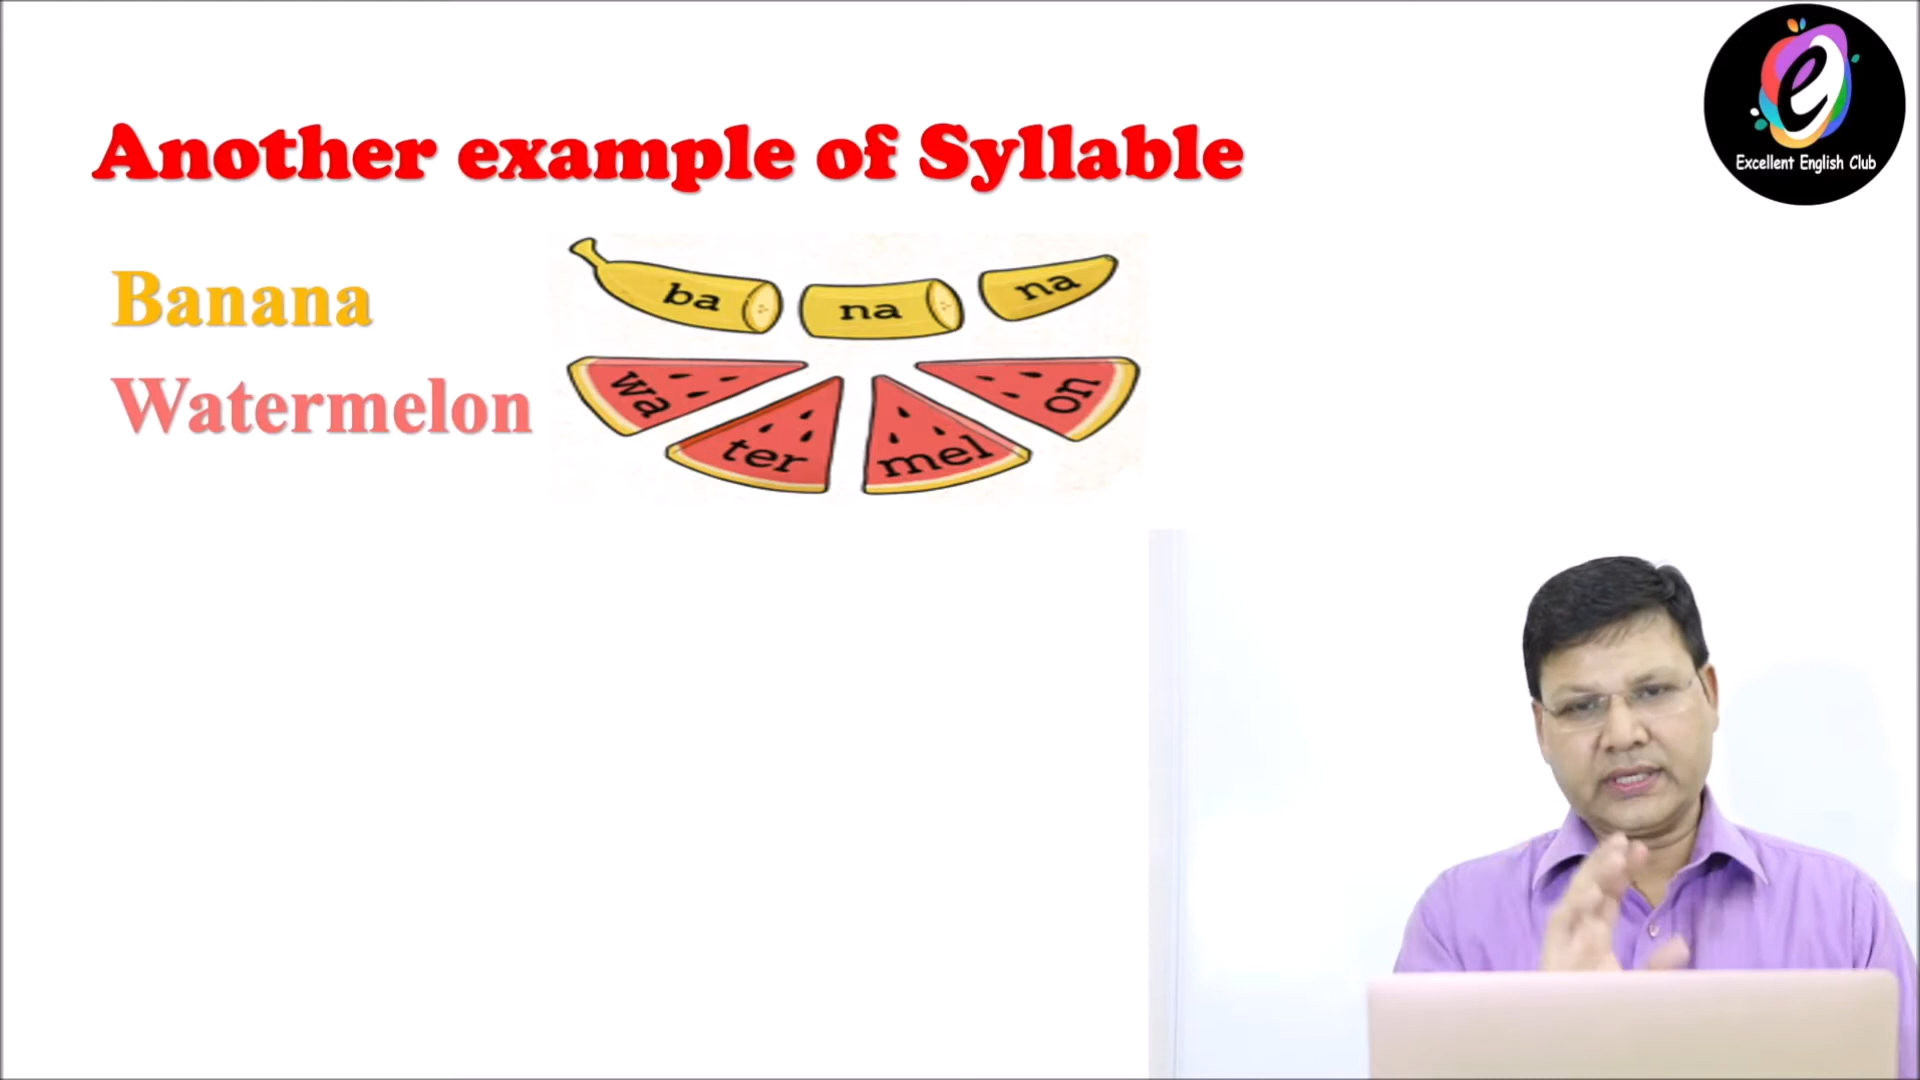 Another example of Syllable
Excellent English Club
Banana
ba na na
Watermelon
wa ter mel on